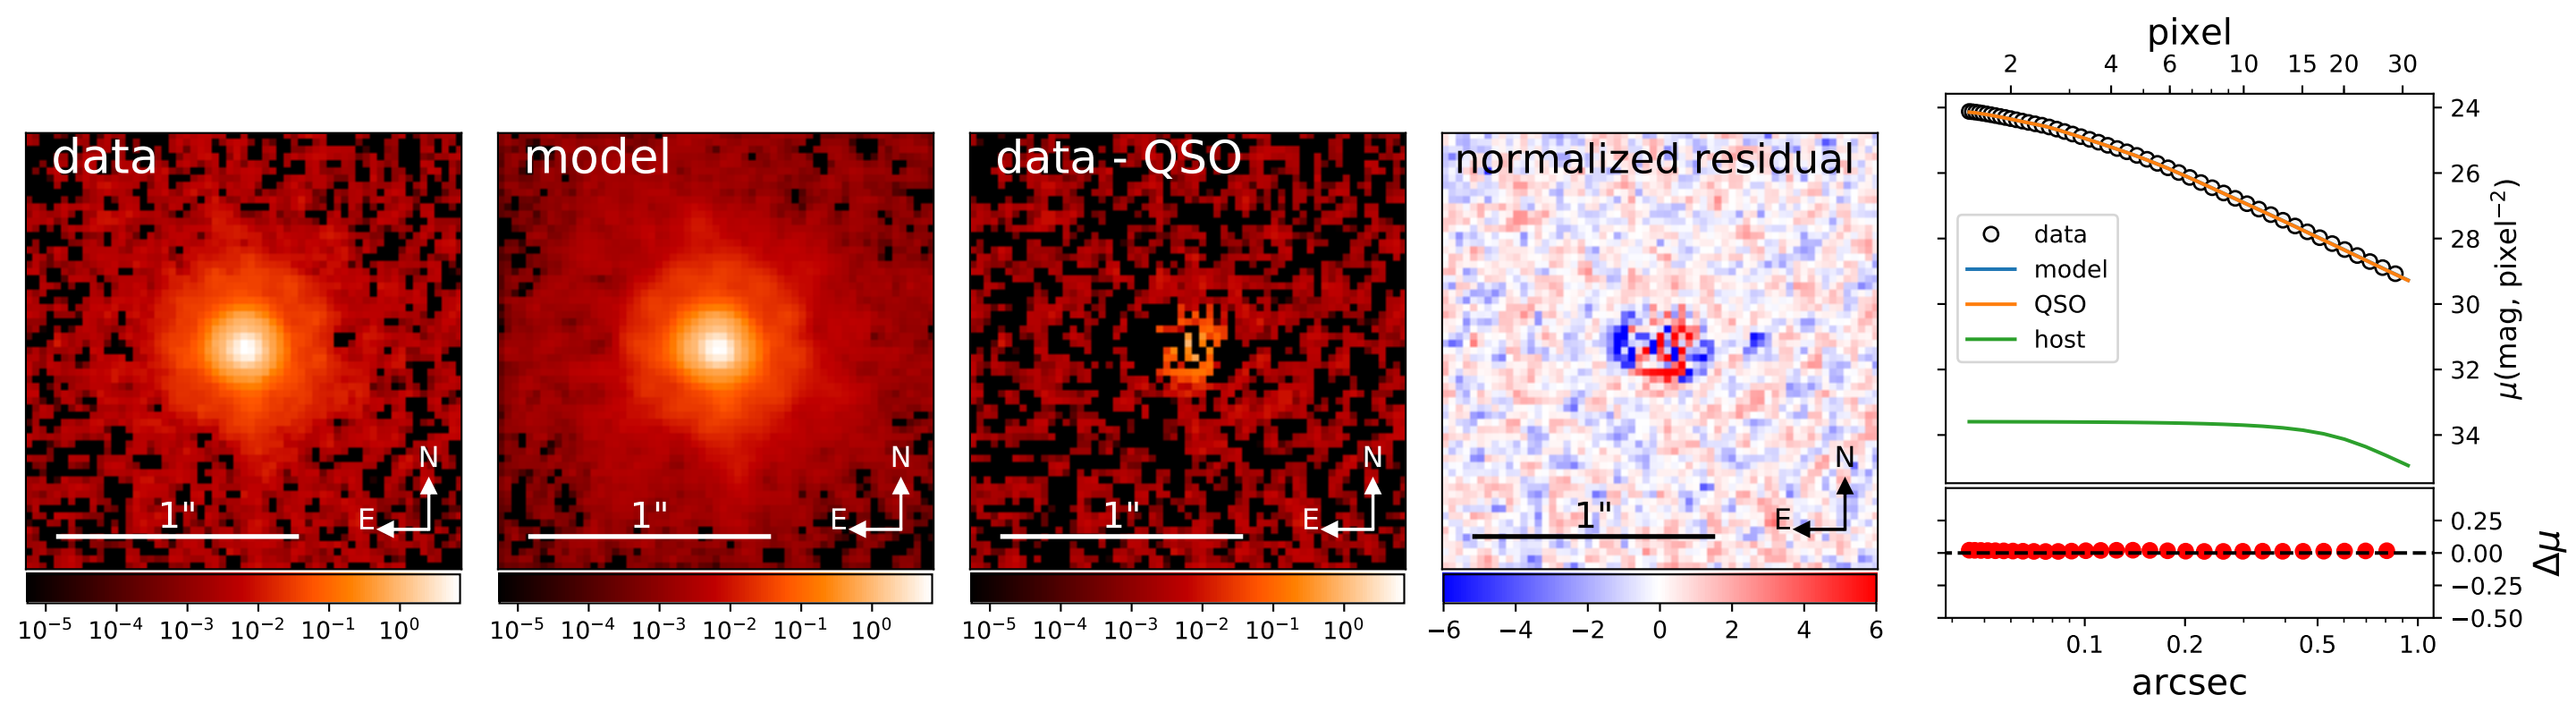 data
N
E
1"
10⁻⁵ 10⁻⁴ 10⁻³ 10⁻² 10⁻¹ 10⁰
model
N
E
1"
10⁻⁵ 10⁻⁴ 10⁻³ 10⁻² 10⁻¹ 10⁰
data - QSO
N
E
1"
10⁻⁵ 10⁻⁴ 10⁻³ 10⁻² 10⁻¹ 10⁰
normalized residual
N
E
1"
−6 −4 −2 0 2 4 6
pixel
2 4 6 10 15 20 30
24
26
28
30
32
34
μ(mag, pixel⁻²)
data
model
QSO
host
0.25
0.00
−0.25
−0.50
Δμ
0.1 0.2 0.5 1.0
arcsec